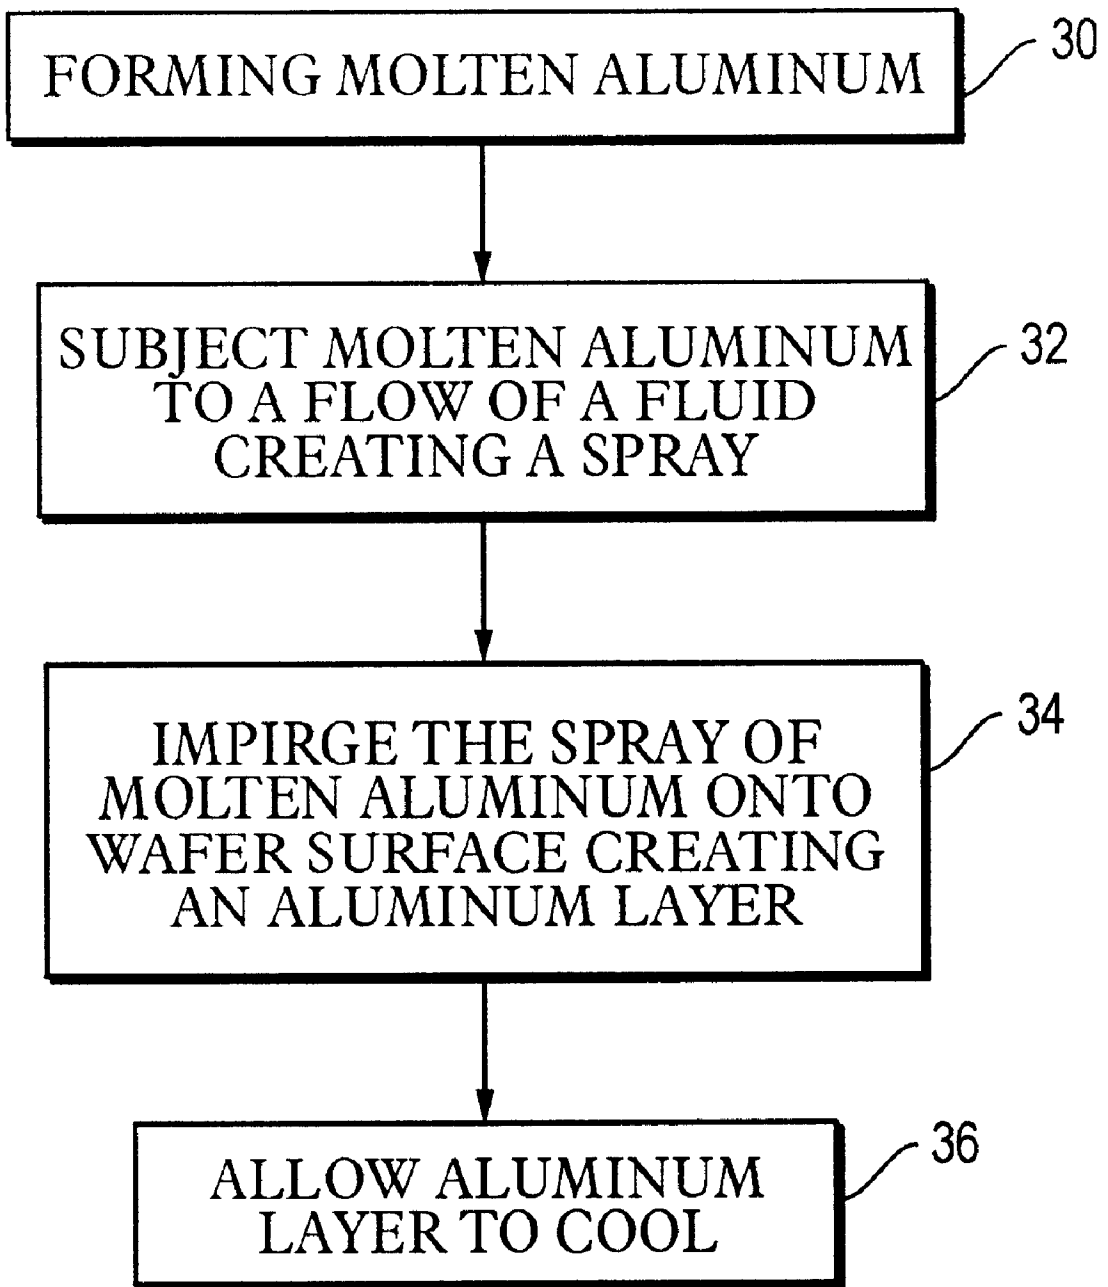 FORMING MOLTEN ALUMINUM
30
SUBJECT MOLTEN ALUMINUM
TO A FLOW OF A FLUID
CREATING A SPRAY
32
IMPIRGE THE SPRAY OF
MOLTEN ALUMINUM ONTO
WAFER SURFACE CREATING
AN ALUMINUM LAYER
34
ALLOW ALUMINUM
LAYER TO COOL
36